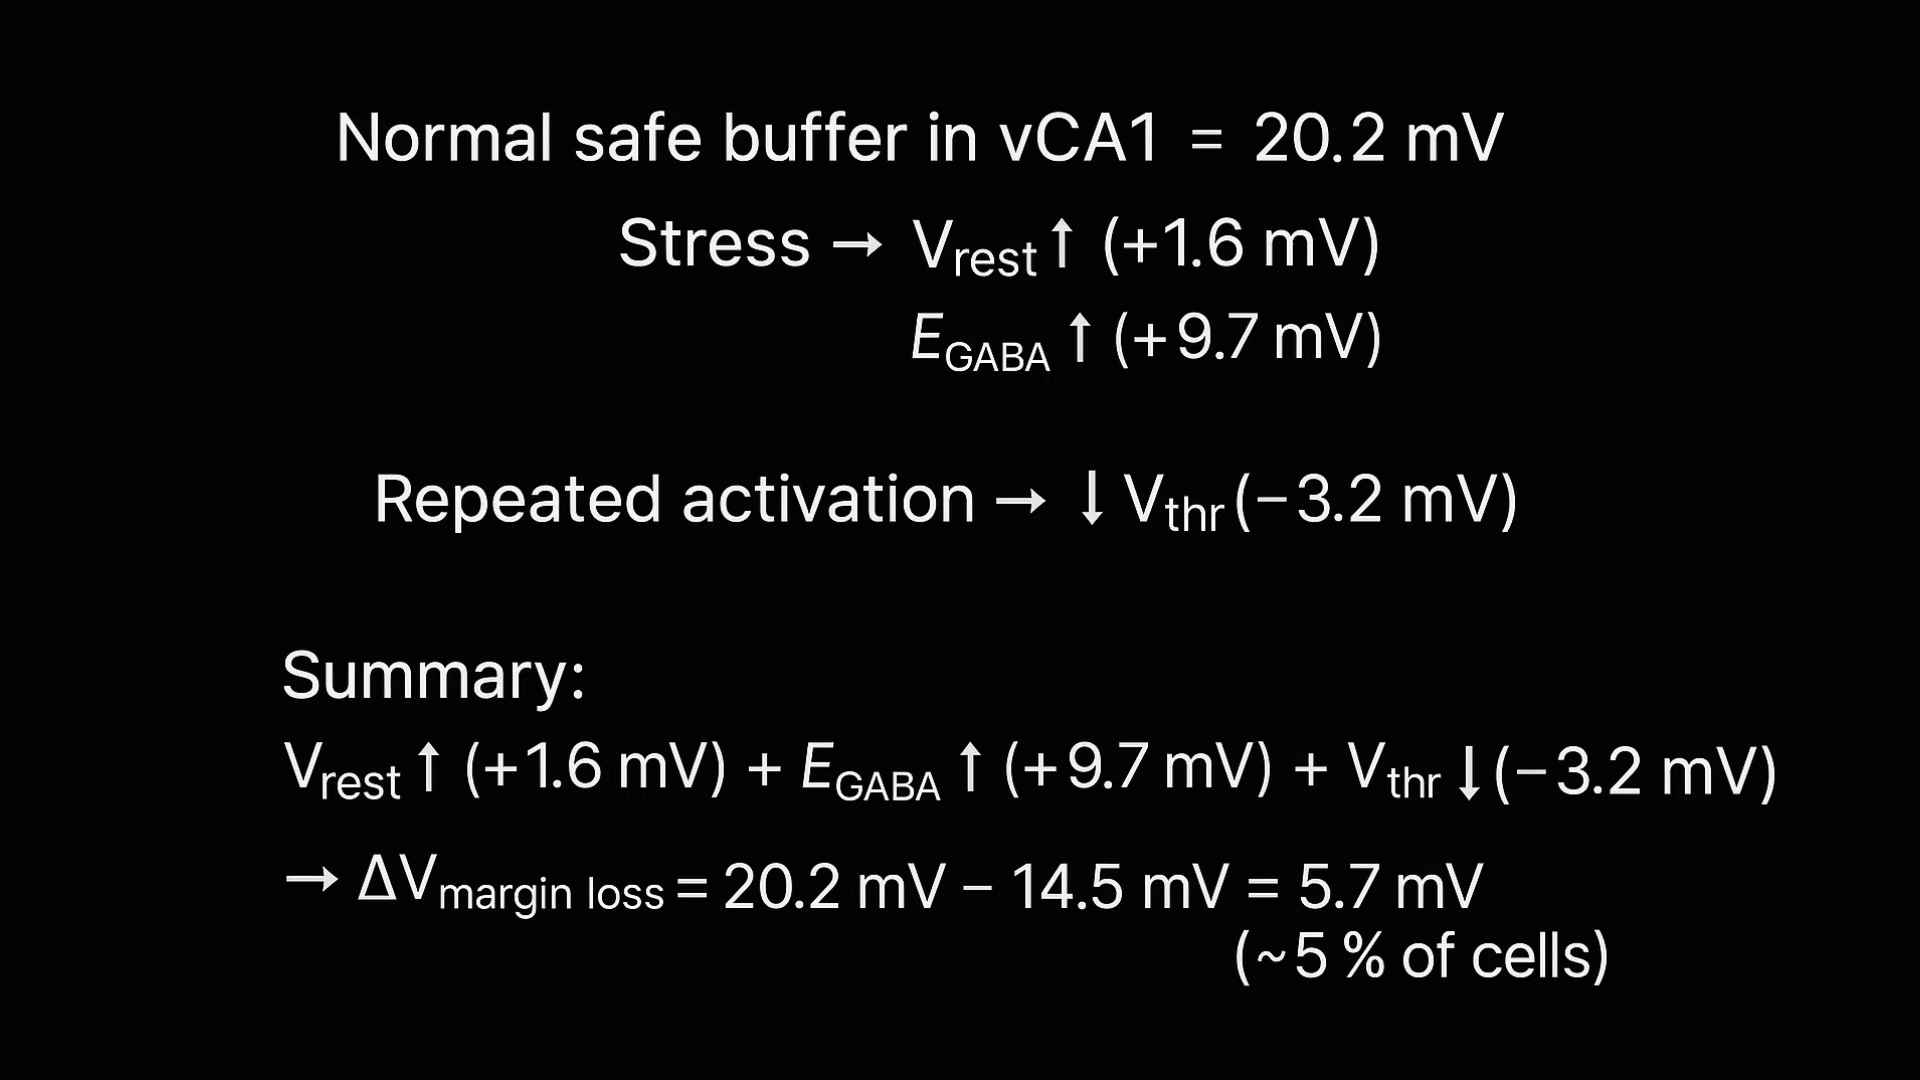 Normal safe buffer in vCA1 = 20.2 mV
Stress → Vrest ↑ (+1.6 mV)
EGABA ↑ (+9.7 mV)
Repeated activation → ↓ Vthr (−3.2 mV)
Summary:
Vrest ↑ (+1.6 mV) + EGABA ↑ (+9.7 mV) + Vthr ↓ (−3.2 mV)
→ ΔVmargin loss = 20.2 mV − 14.5 mV = 5.7 mV
(~5 % of cells)